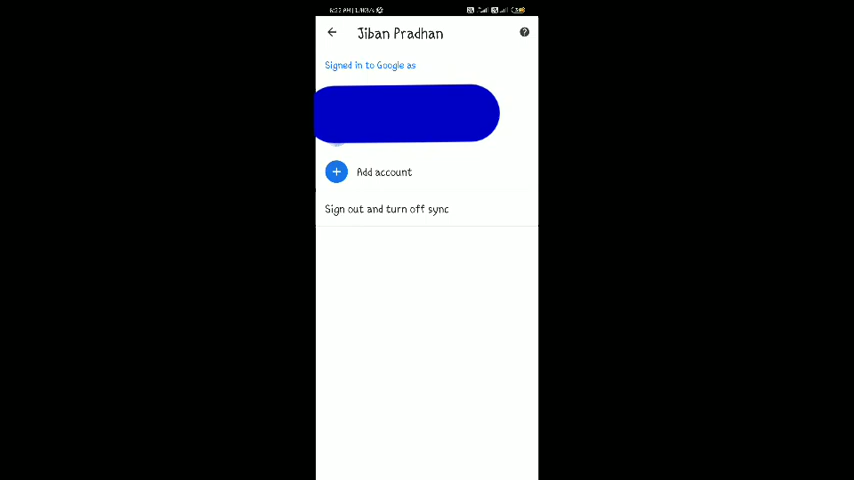 Jiban Pradhan
Signed in to Google as
Add account
Sign out and turn off sync